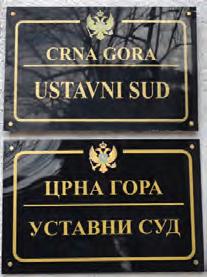 CRNA GORA
USTAVNI SUD
ЦРНА ГОРА
УСТАВНИ СУД